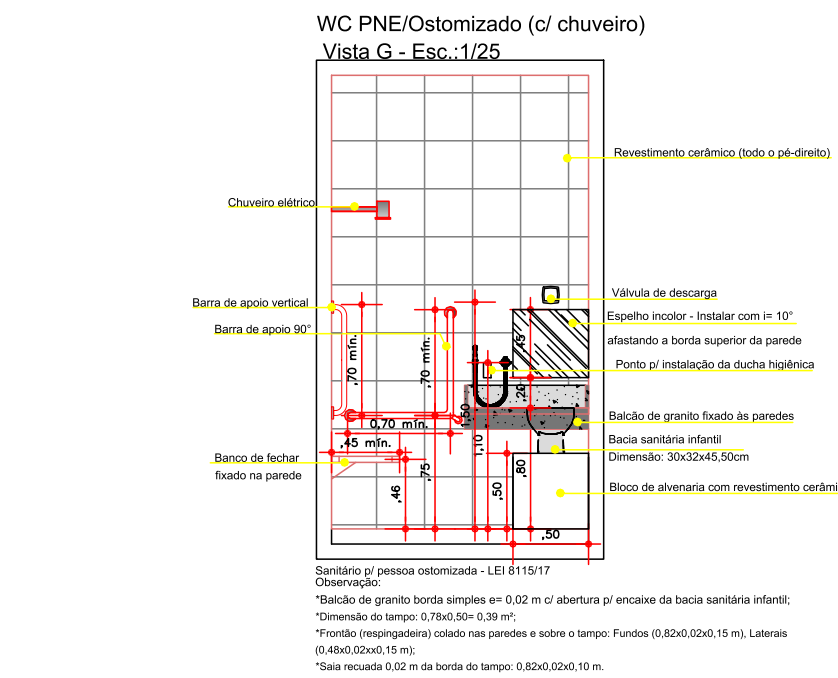 WC PNE/Ostomizado (c/ chuveiro)
Vista G - Esc.:1/25
Revestimento cerâmico (todo o pé-direito)
Chuveiro elétrico
Válvula de descarga
Barra de apoio vertical
Espelho incolor - Instalar com i= 10°
afastando a borda superior da parede
Barra de apoio 90°
,70 mín.
,70 mín.
,45
Ponto p/ instalação da ducha higiênica
,20
1,50
Balcão de granito fixado às paredes
0,70 mín.
,45 mín.
1,10
Bacia sanitária infantil
Dimensão: 30x32x45,50cm
Banco de fechar
fixado na parede
,75
,80
,46
,50
Bloco de alvenaria com revestimento cerâmi
,50
Sanitário p/ pessoa ostomizada - LEI 8115/17
Observação:
*Balcão de granito borda simples e= 0,02 m c/ abertura p/ encaixe da bacia sanitária infantil;
*Dimensão do tampo: 0,78x0,50= 0,39 m²;
*Frontão (respingadeira) colado nas paredes e sobre o tampo: Fundos (0,82x0,02x0,15 m), Laterais
(0,48x0,02xx0,15 m);
*Saia recuada 0,02 m da borda do tampo: 0,82x0,02x0,10 m.